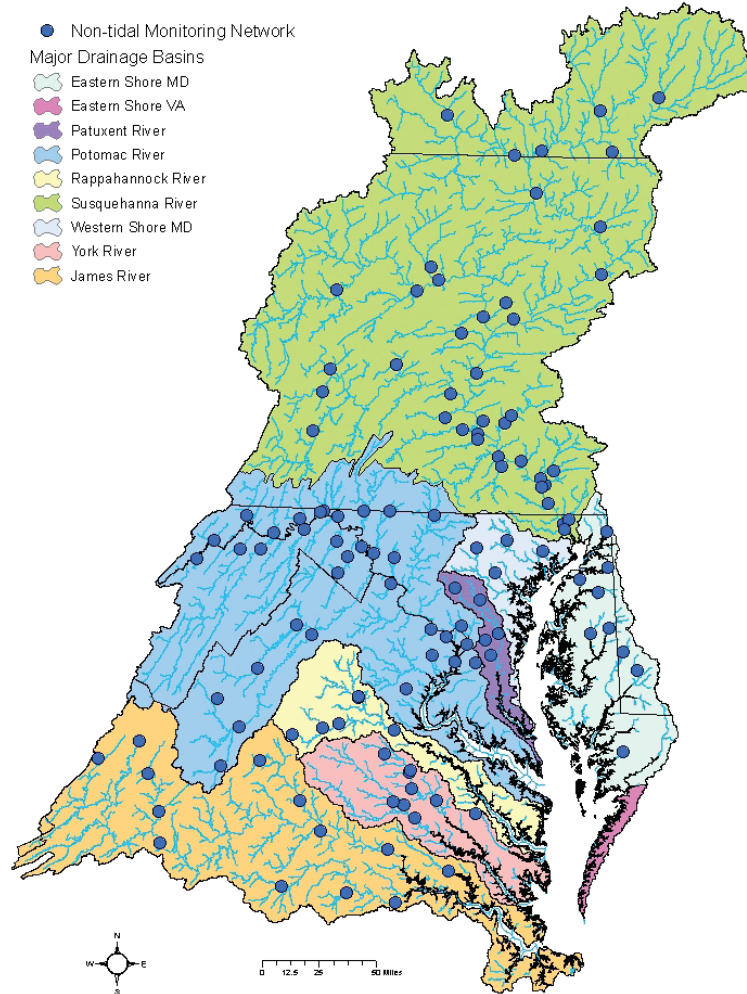 Non-tidal Monitoring Network
Major Drainage Basins
Eastern Shore MD
Eastern Shore VA
Patuxent River
Potomac River
Rappahannock River
Susquehanna River
Western Shore MD
York River
James River
N
W E
S
0 12.5 25 50 Miles